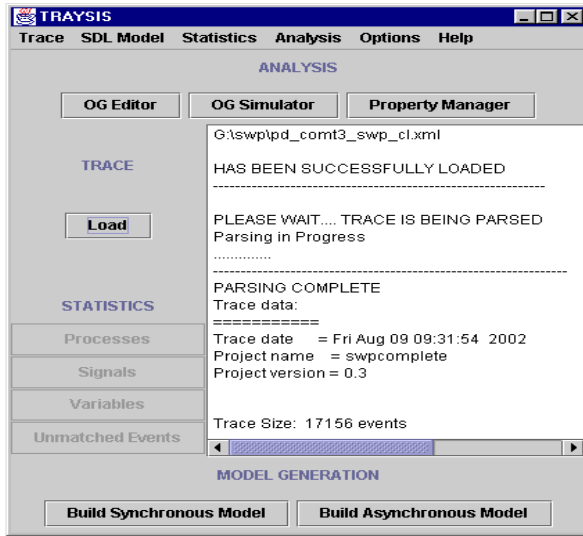 TRAYSIS
Trace SDL Model Statistics Analysis Options Help
ANALYSIS
OG Editor OG Simulator Property Manager
TRACE
Load
STATISTICS
Processes
Signals
Variables
Unmatched Events
G:\swp\pd_comt3_swp_cl.xml
HAS BEEN SUCCESSFULLY LOADED
------------------------------------------------------------
PLEASE WAIT.... TRACE IS BEING PARSED
Parsing in Progress
..............
----------------------------------------------------------------
PARSING COMPLETE
Trace data:
===========
Trace date = Fri Aug 09 09:31:54 2002
Project name = swpcomplete
Project version = 0.3
Trace Size: 17156 events
MODEL GENERATION
Build Synchronous Model Build Asynchronous Model